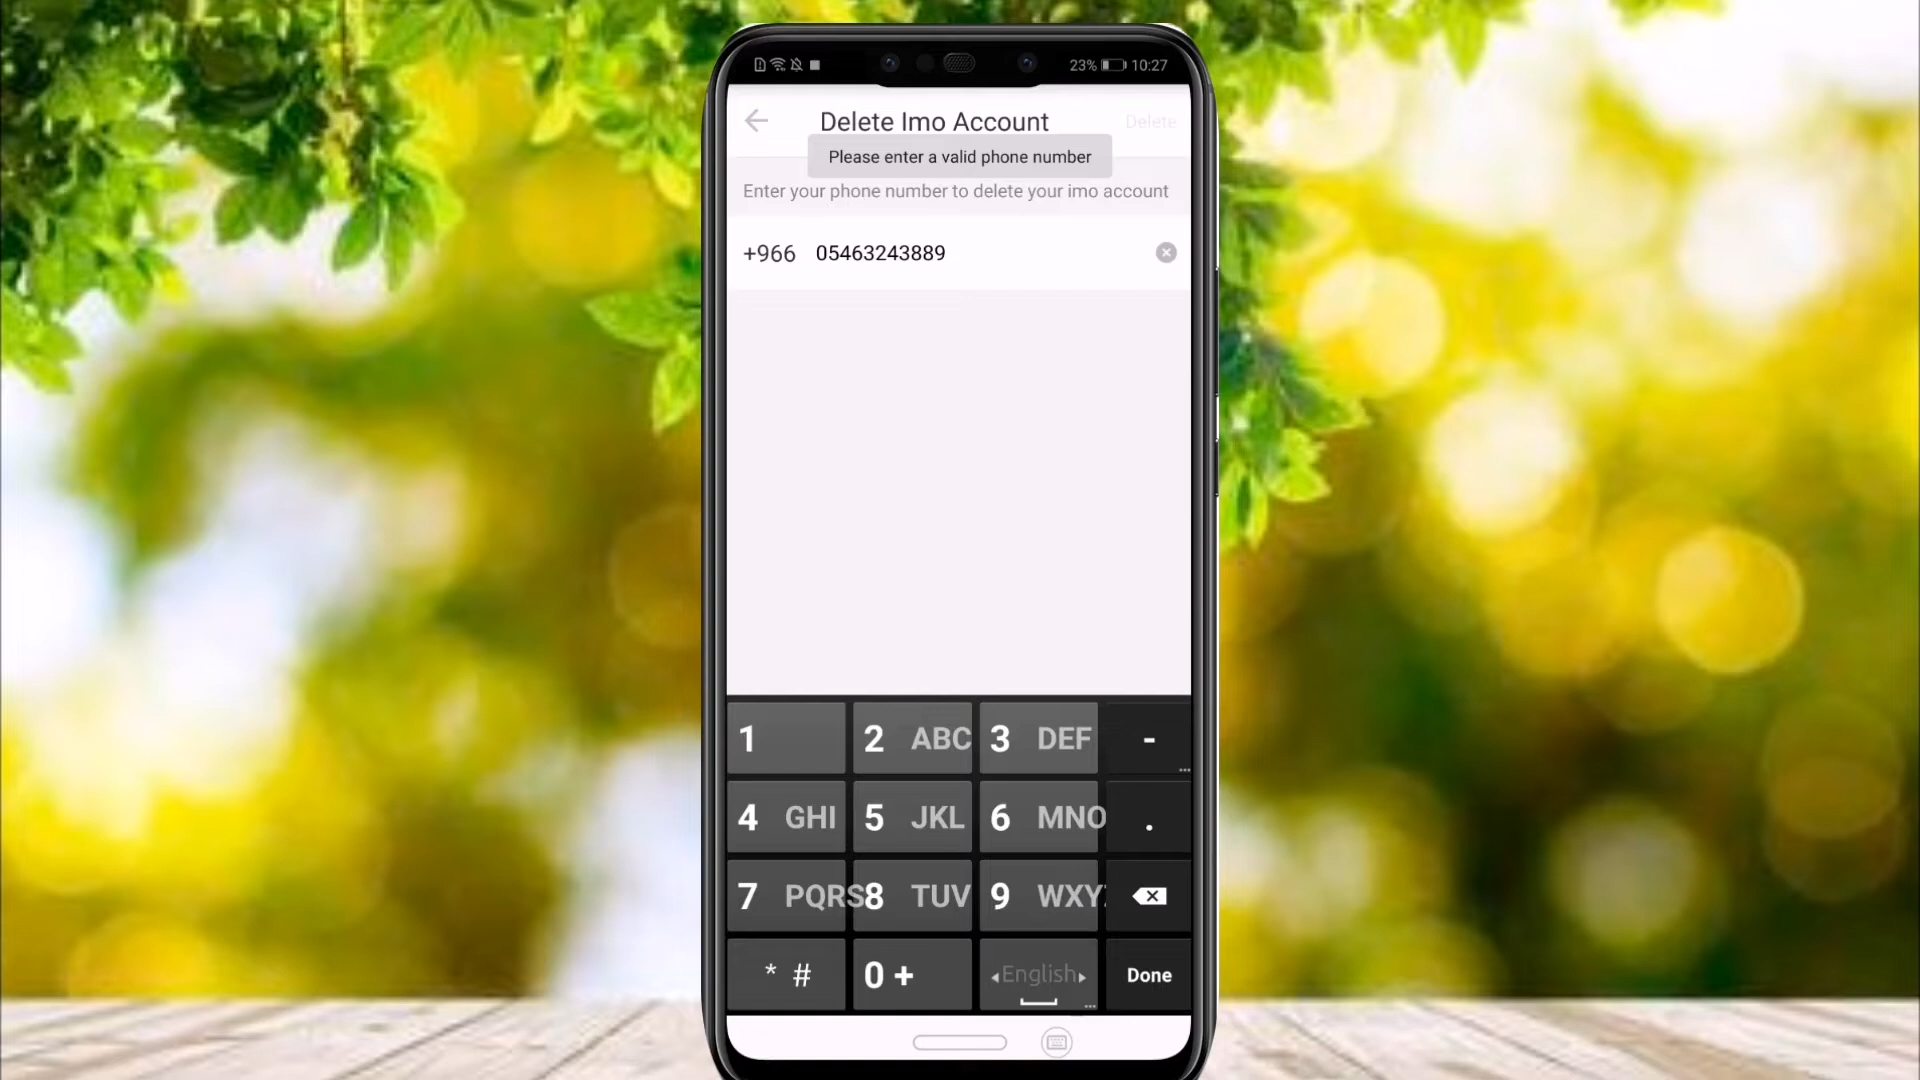 23% 10:27
Delete Imo Account Delete
Please enter a valid phone number
Enter your phone number to delete your imo account
+966 05463243889
1 2 ABC 3 DEF -
4 GHI 5 JKL 6 MNO .
7 PQRS 8 TUV 9 WXYZ
* # 0 + English Done